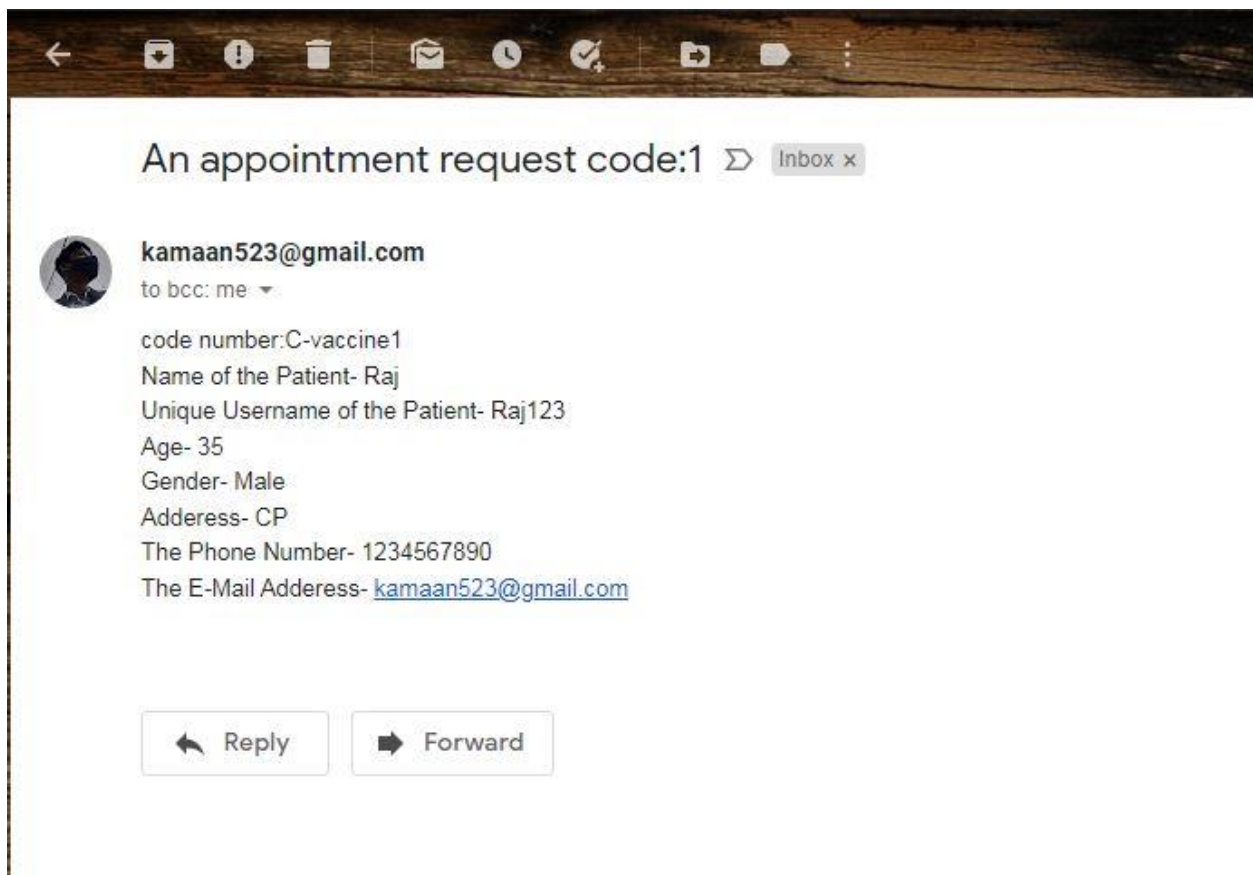 An appointment request code:1 Inbox x
kamaan523@gmail.com
to bcc: me
code number:C-vaccine1
Name of the Patient- Raj
Unique Username of the Patient- Raj123
Age- 35
Gender- Male
Adderess- CP
The Phone Number- 1234567890
The E-Mail Adderess- kamaan523@gmail.com
Reply Forward